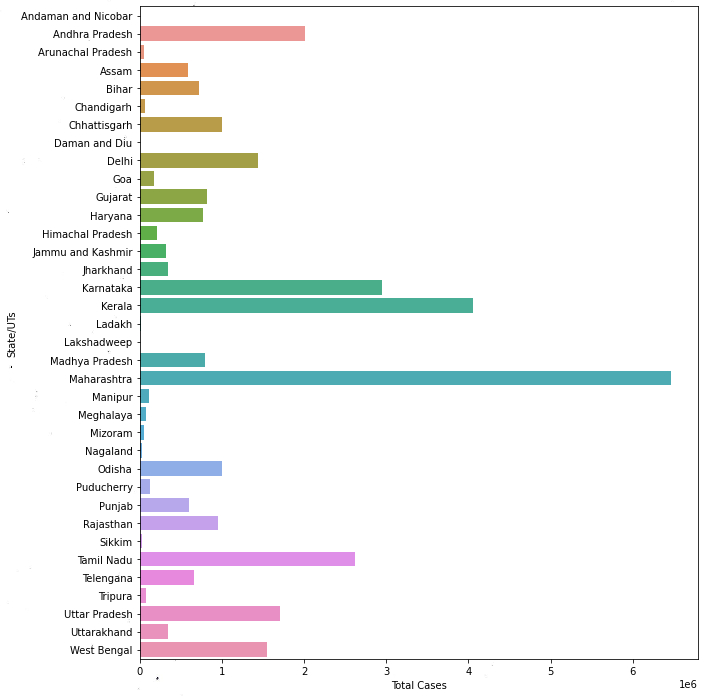 Andaman and Nicobar
Andhra Pradesh
Arunachal Pradesh
Assam
Bihar
Chandigarh
Chhattisgarh
Daman and Diu
Delhi
Goa
Gujarat
Haryana
Himachal Pradesh
Jammu and Kashmir
Jharkhand
Karnataka
Kerala
Ladakh
Lakshadweep
Madhya Pradesh
Maharashtra
Manipur
Meghalaya
Mizoram
Nagaland
Odisha
Puducherry
Punjab
Rajasthan
Sikkim
Tamil Nadu
Telengana
Tripura
Uttar Pradesh
Uttarakhand
West Bengal
State/UTs
0 1 2 3 4 5 6
1e6
Total Cases